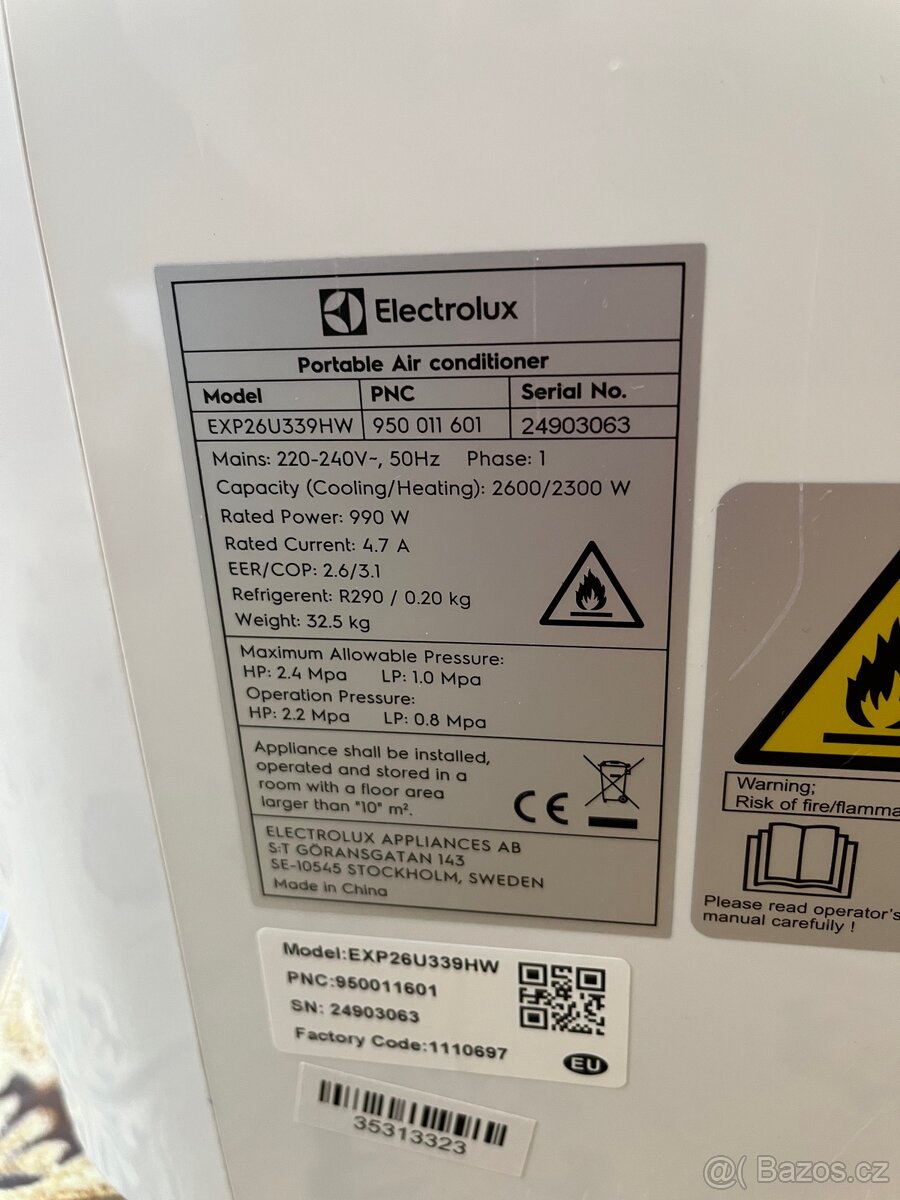 Electrolux
Portable Air conditioner
Model PNC Serial No.
EXP26U339HW 950 011 601 24903063
Mains: 220-240V~, 50Hz Phase: 1
Capacity (Cooling/Heating): 2600/2300 W
Rated Power: 990 W
Rated Current: 4.7 A
EER/COP: 2.6/3.1
Refrigerent: R290 / 0.20 kg
Weight: 32.5 kg
Maximum Allowable Pressure:
HP: 2.4 Mpa LP: 1.0 Mpa
Operation Pressure:
HP: 2.2 Mpa LP: 0.8 Mpa
Appliance shall be installed,
operated and stored in a
room with a floor area
larger than "10" m².
CE
ELECTROLUX APPLIANCES AB
S:T GÖRANSGATAN 143
SE-10545 STOCKHOLM, SWEDEN
Made in China
Warning;
Risk of fire/flamma
Please read operator's
manual carefully !
Model:EXP26U339HW
PNC:950011601
SN: 24903063
Factory Code:1110697
EU
35313323
@( Bazos.cz